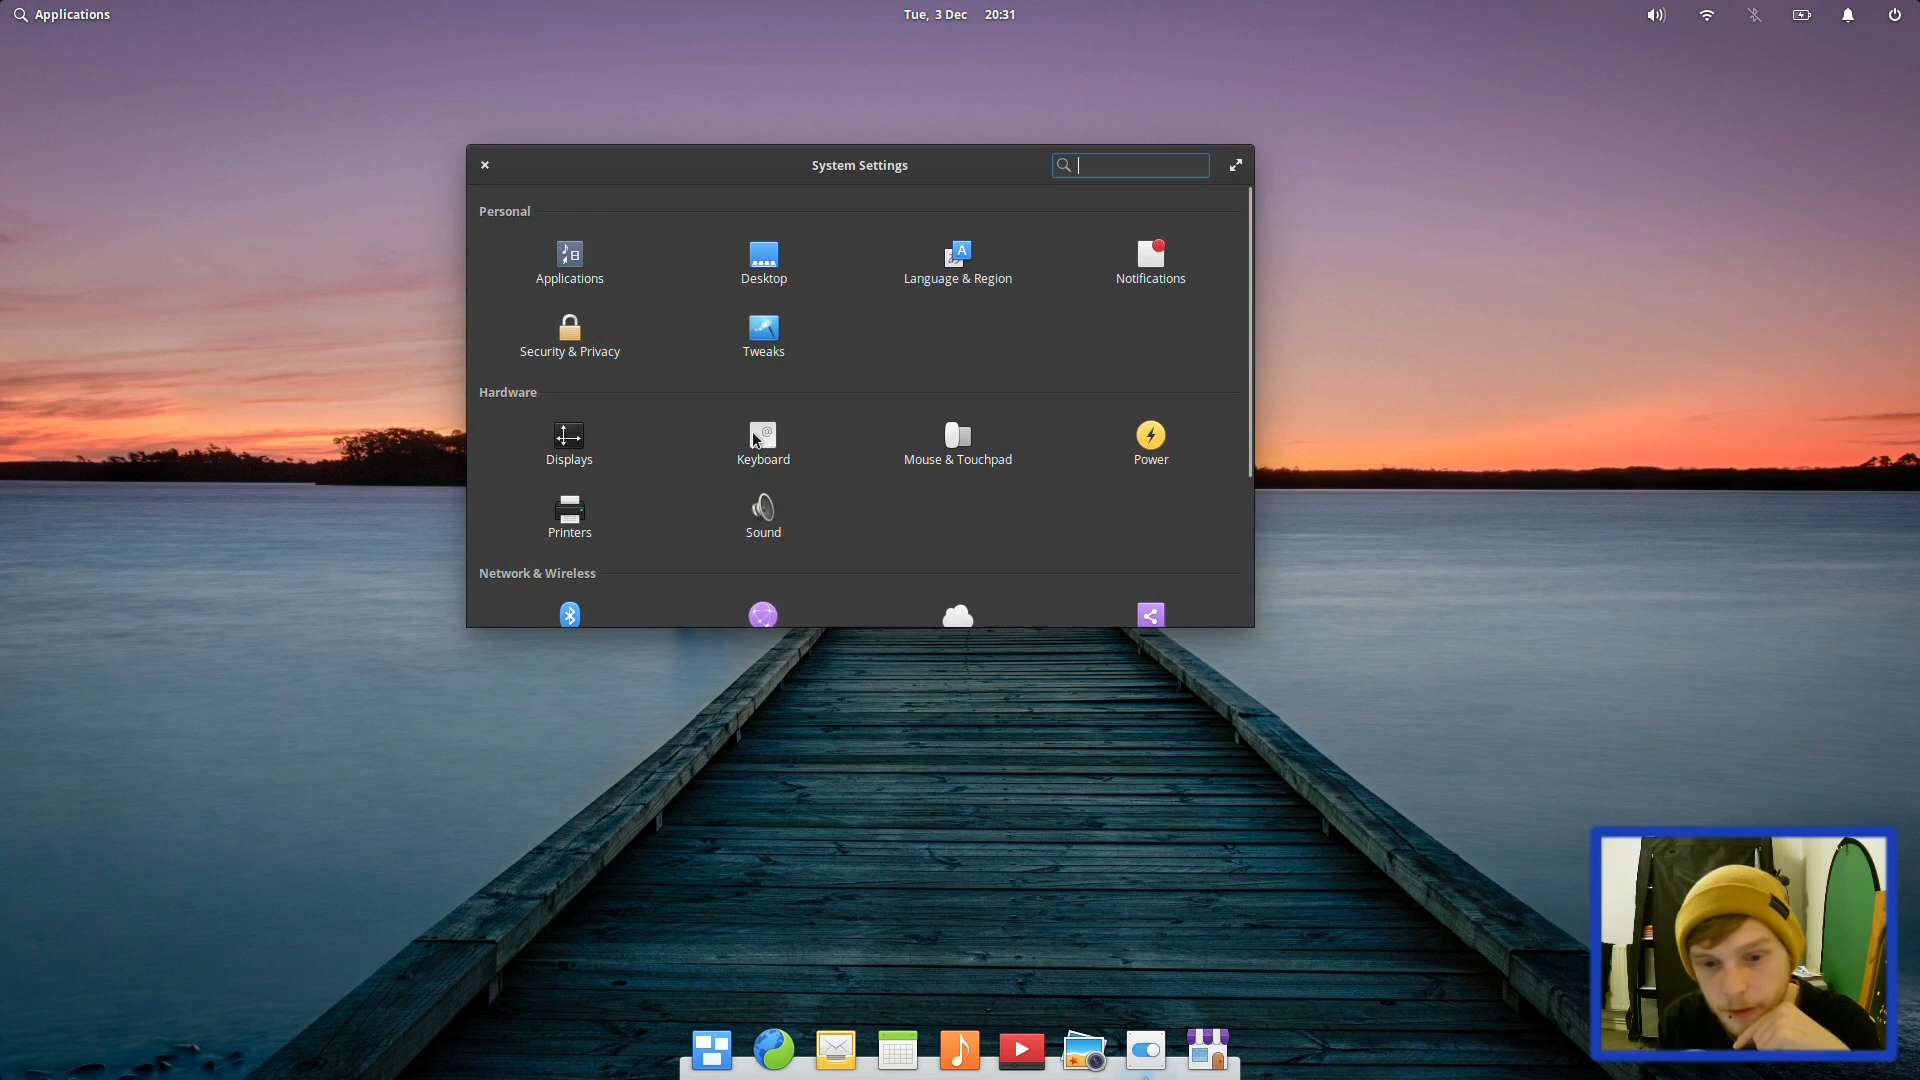 Applications
Tue, 3 Dec 20:31
System Settings
Personal
Applications
Desktop
Language & Region
Notifications
Security & Privacy
Tweaks
Hardware
Displays
Keyboard
Mouse & Touchpad
Power
Printers
Sound
Network & Wireless